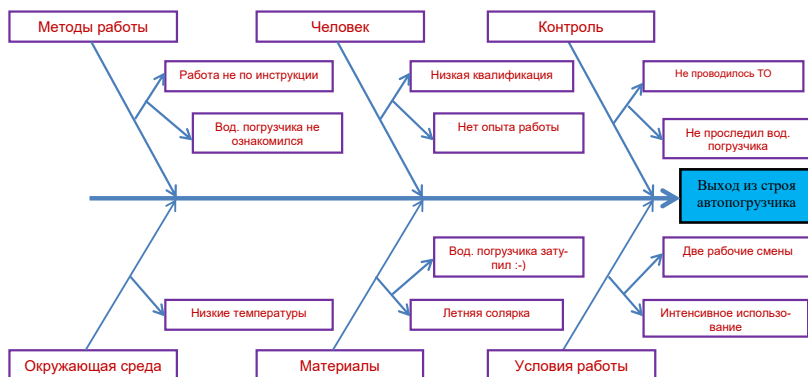 Методы работы
Человек
Контроль
Работа не по инструкции
Низкая квалификация
Не проводилось ТО
Вод. погрузчика не
ознакомился
Нет опыта работы
Не проследил вод.
погрузчика
Выход из строя
автопогрузчика
Вод. погрузчика зату-
пил :-)
Две рабочие смены
Низкие температуры
Летняя солярка
Интенсивное использо-
вание
Окружающая среда
Материалы
Условия работы